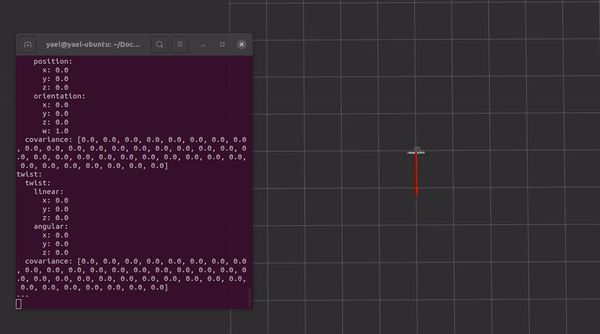 yael@yael-ubuntu: ~/Doc...
position:
x: 0.0
y: 0.0
z: 0.0
orientation:
x: 0.0
y: 0.0
z: 0.0
w: 1.0
covariance: [0.0, 0.0, 0.0, 0.0, 0.0, 0.0, 0.0, 0.0
, 0.0, 0.0, 0.0, 0.0, 0.0, 0.0, 0.0, 0.0, 0.0, 0.0
.0, 0.0, 0.0, 0.0, 0.0, 0.0, 0.0, 0.0, 0.0, 0.0,
0.0, 0.0, 0.0, 0.0, 0.0, 0.0, 0.0]
twist:
twist:
linear:
x: 0.0
y: 0.0
z: 0.0
angular:
x: 0.0
y: 0.0
z: 0.0
covariance: [0.0, 0.0, 0.0, 0.0, 0.0, 0.0, 0.0, 0.0
, 0.0, 0.0, 0.0, 0.0, 0.0, 0.0, 0.0, 0.0, 0.0, 0.0
.0, 0.0, 0.0, 0.0, 0.0, 0.0, 0.0, 0.0, 0.0, 0.0,
0.0, 0.0, 0.0, 0.0, 0.0, 0.0, 0.0]
---